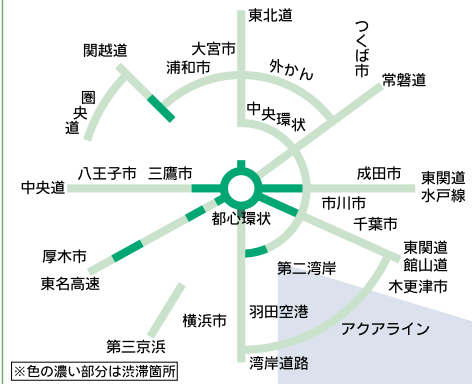 東北道
つくば市
大宮市
関越道
浦和市
外かん
常磐道
圏央道
中央環状
八王子市
三鷹市
成田市
東関道
水戸線
中央道
市川市
都心環状
千葉市
厚木市
東関道
館山道
第二湾岸
東名高速
木更津市
羽田空港
横浜市
アクアライン
第三京浜
湾岸道路
※色の濃い部分は渋滞箇所